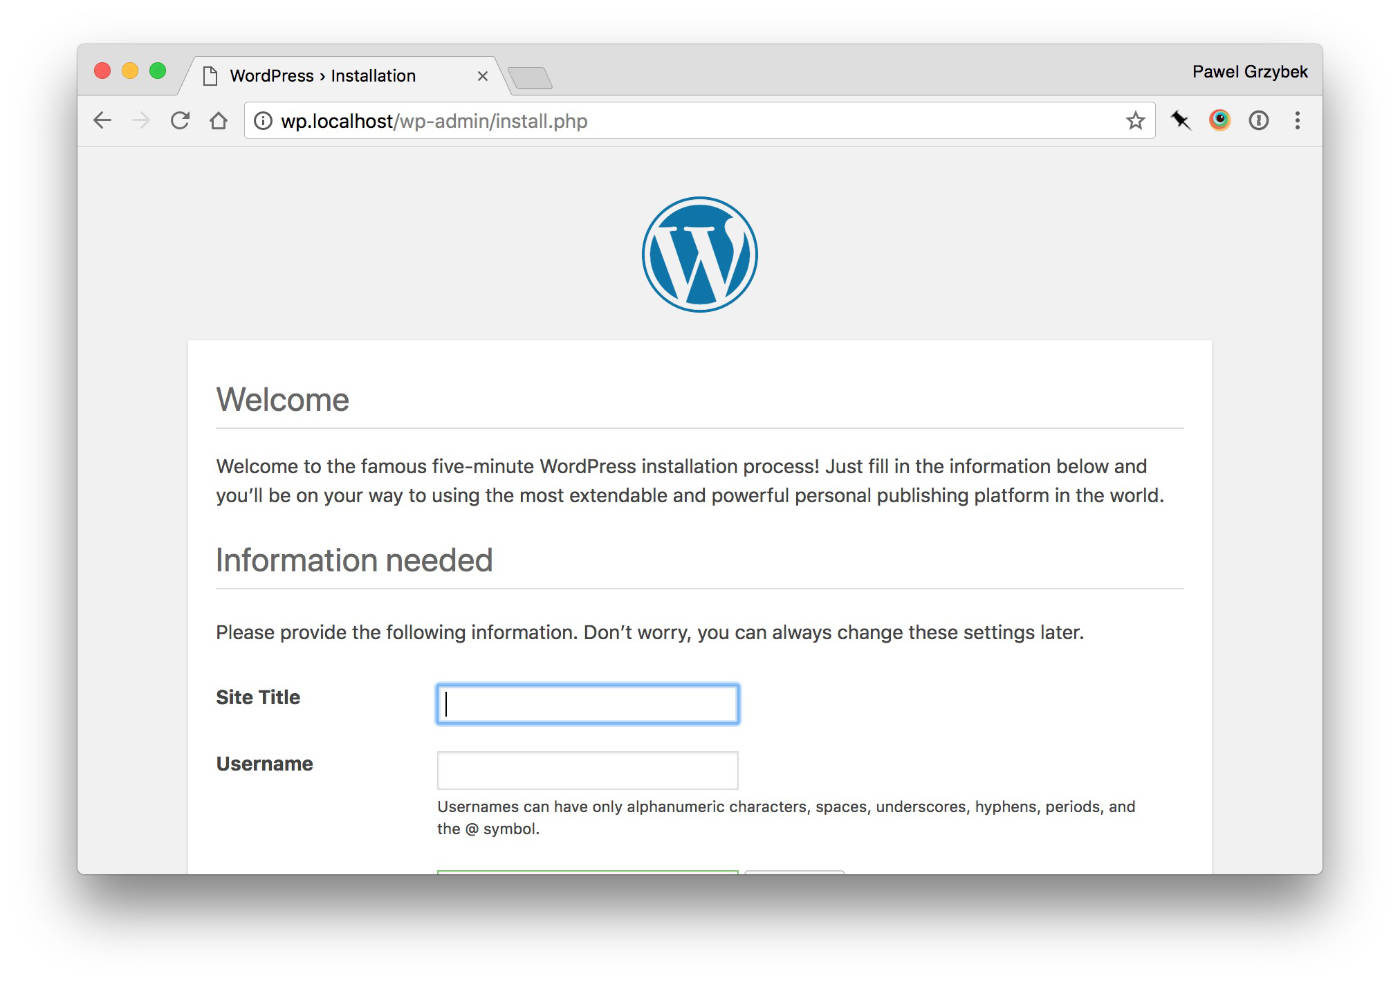 WordPress › Installation
Pawel Grzybek
wp.localhost/wp-admin/install.php
Welcome
Welcome to the famous five-minute WordPress installation process! Just fill in the information below and
you’ll be on your way to using the most extendable and powerful personal publishing platform in the world.
Information needed
Please provide the following information. Don’t worry, you can always change these settings later.
Site Title
Username
Usernames can have only alphanumeric characters, spaces, underscores, hyphens, periods, and
the @ symbol.